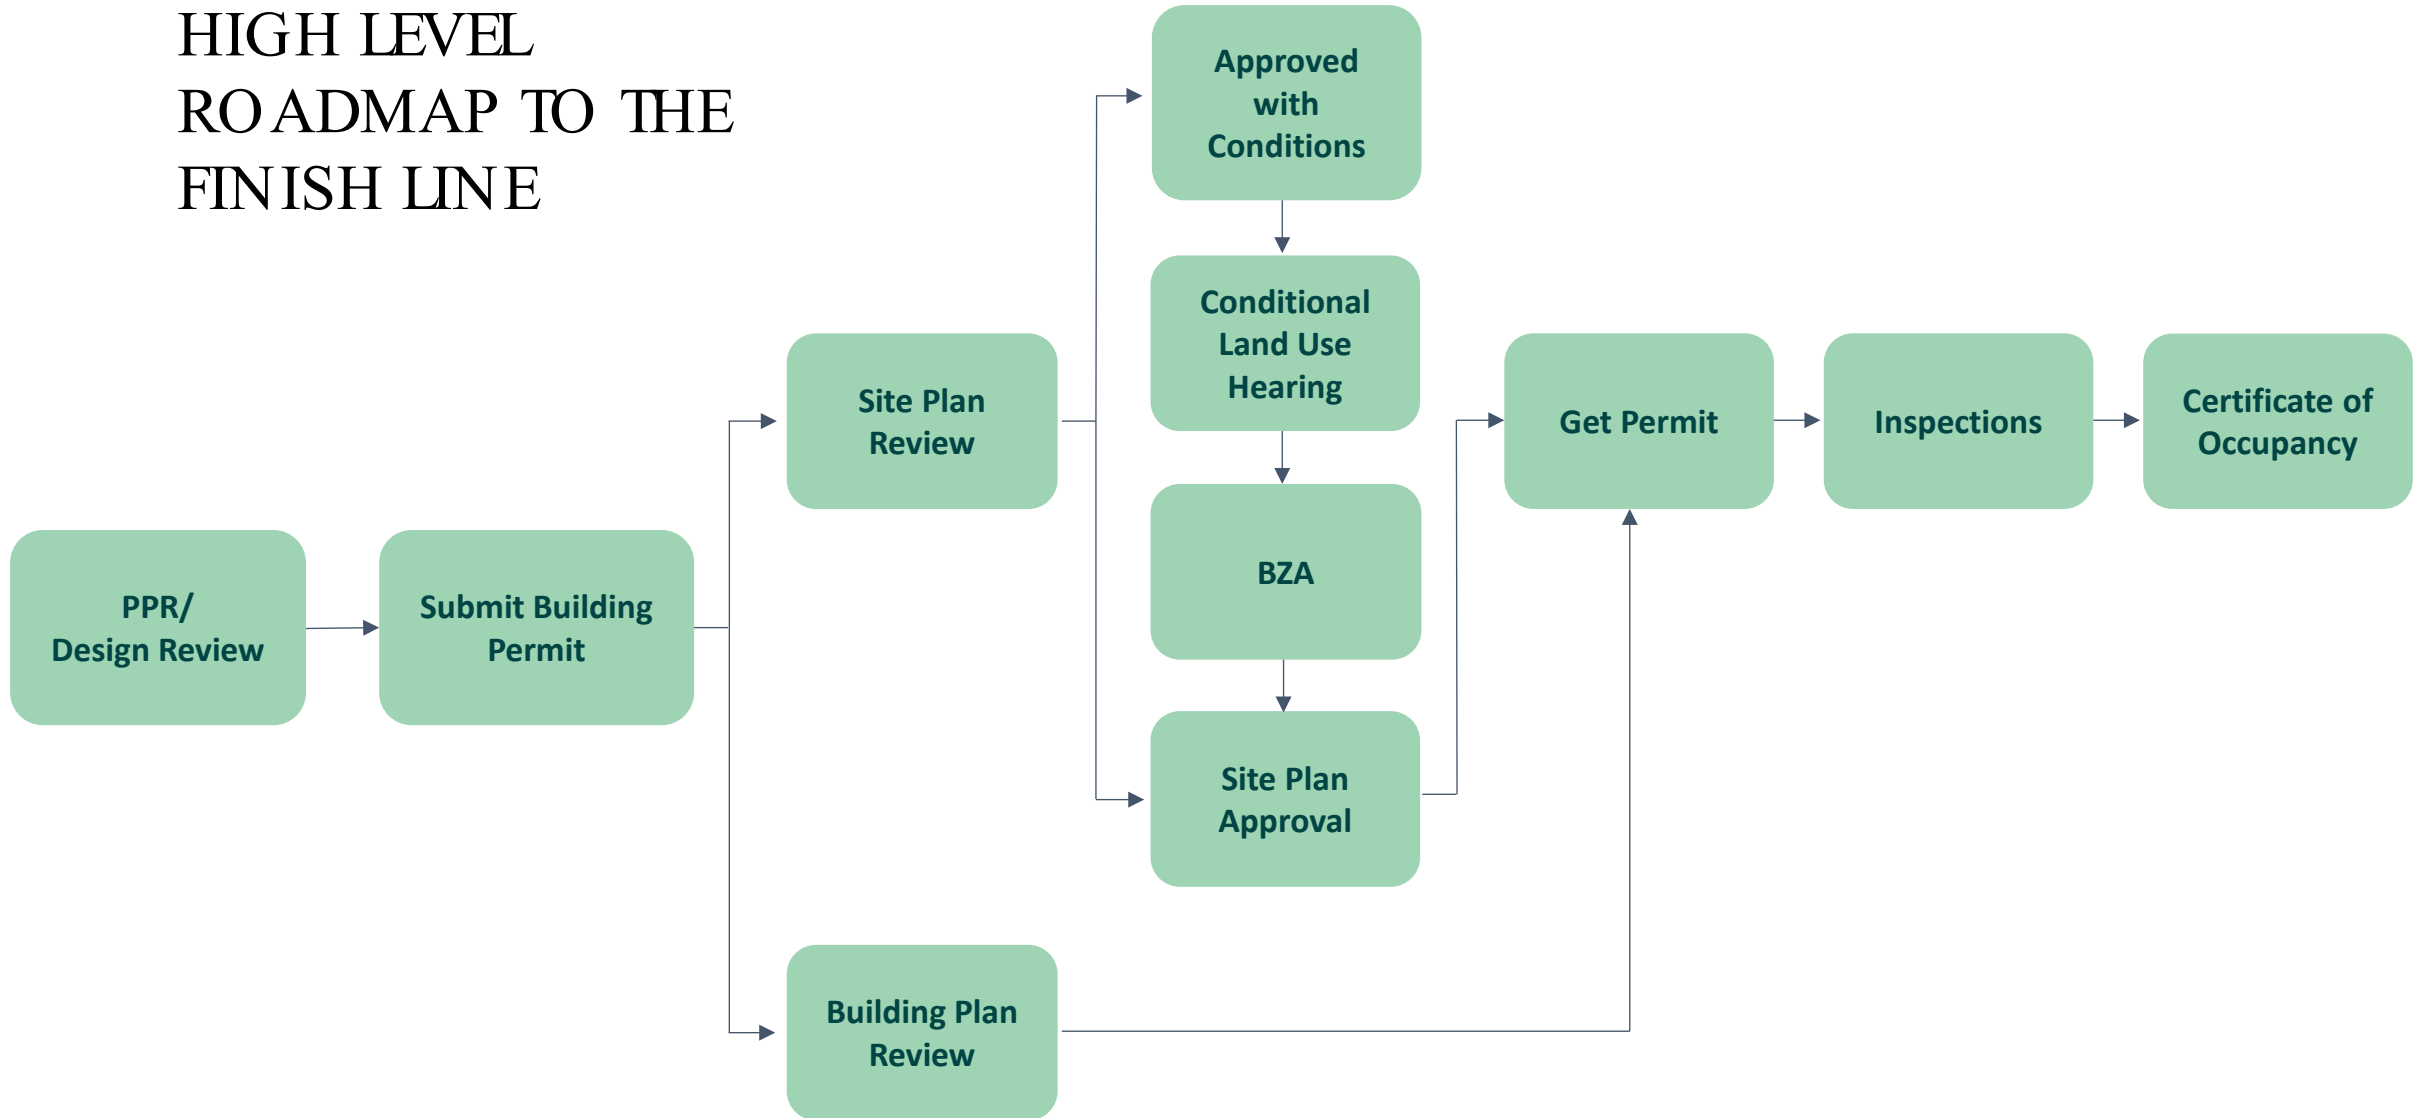 HIGH LEVEL
ROADMAP TO THE
FINISH LINE
PPR/
Design Review
Submit Building
Permit
Site Plan
Review
Building Plan
Review
Approved
with
Conditions
Conditional
Land Use
Hearing
BZA
Site Plan
Approval
Get Permit
Inspections
Certificate of
Occupancy